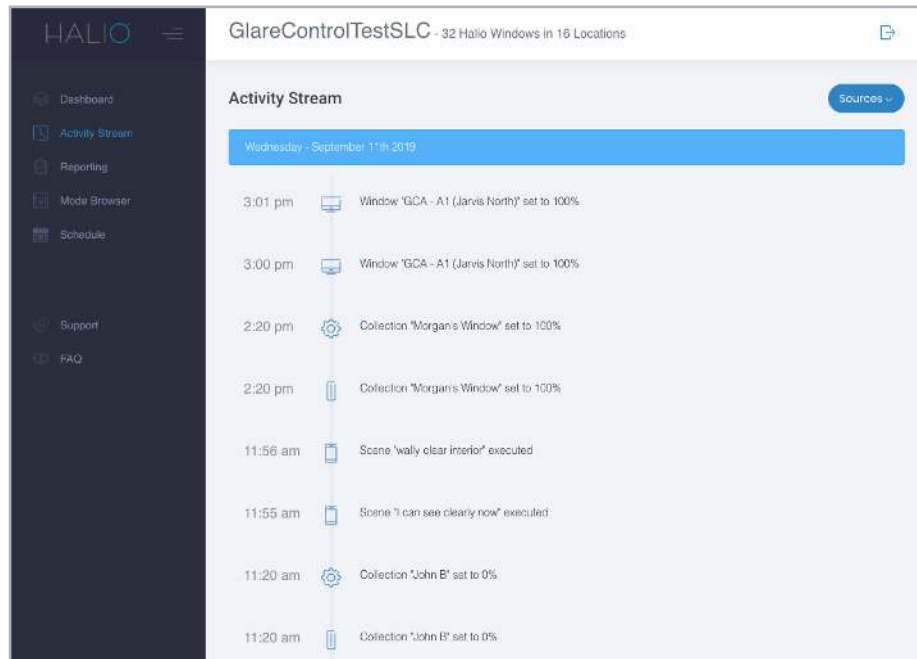 HALIO
GlareControlTestSLC - 32 Halio Windows in 16 Locations
Dashboard
Activity Stream
Reporting
Mode Browser
Schedule
Support
FAQ
Activity Stream
Sources
Wednesday - September 11th 2019
3:01 pm Window "GCA - A1 (Jarvis North)" set to 100%
3:00 pm Window "GCA - A1 (Jarvis North)" set to 100%
2:20 pm Collection "Morgan's Window" set to 100%
2:20 pm Collection "Morgan's Window" set to 100%
11:56 am Scene "wally clear interior" executed
11:55 am Scene "I can see clearly now" executed
11:20 am Collection "John B" set to 0%
11:20 am Collection "John B" set to 0%